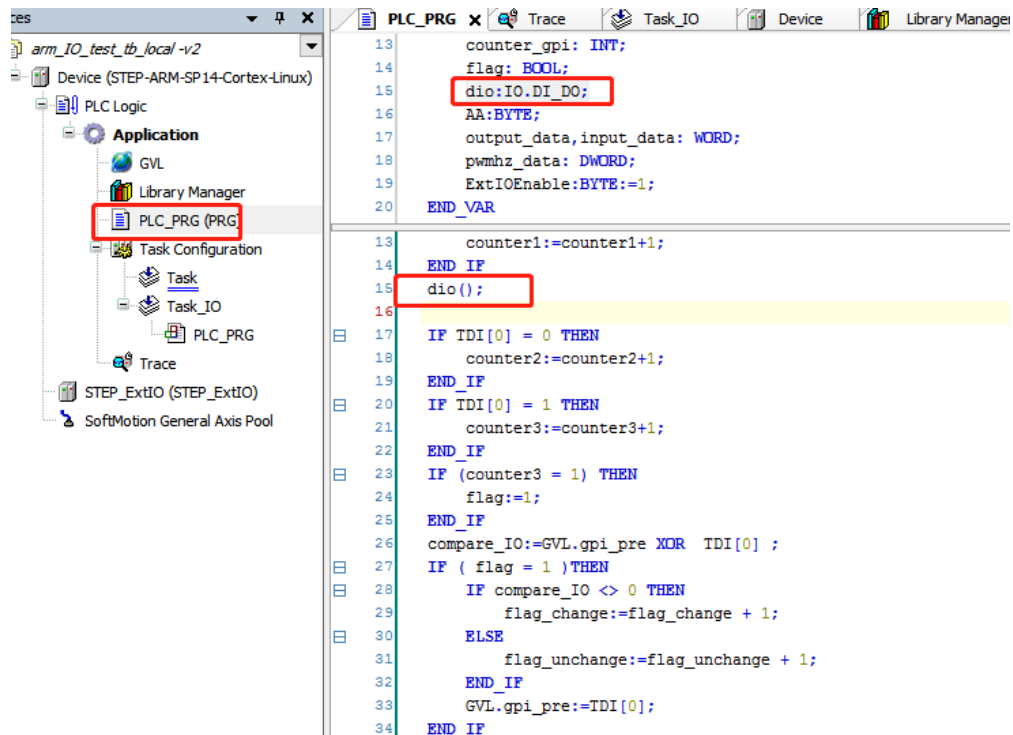 ces
PLC_PRG Trace Task_IO Device Library Manager
arm_IO_test_tb_local -v2
Device (STEP-ARM-SP14-Cortex-Linux)
PLC Logic
Application
GVL
Library Manager
PLC_PRG (PRG)
Task Configuration
Task
Task_IO
PLC_PRG
Trace
STEP_ExtIO (STEP_ExtIO)
SoftMotion General Axis Pool
13 counter_gpi: INT;
14 flag: BOOL;
15 dio:IO.DI_DO;
16 AA:BYTE;
17 output_data,input_data: WORD;
18 pwmhz_data: DWORD;
19 ExtIOEnable:BYTE:=1;
20 END_VAR
13 counter1:=counter1+1;
14 END_IF
15 dio();
16
17 IF TDI[0] = 0 THEN
18 counter2:=counter2+1;
19 END_IF
20 IF TDI[0] = 1 THEN
21 counter3:=counter3+1;
22 END_IF
23 IF (counter3 = 1) THEN
24 flag:=1;
25 END_IF
26 compare_IO:=GVL.gpi_pre XOR TDI[0] ;
27 IF ( flag = 1 )THEN
28 IF compare_IO <> 0 THEN
29 flag_change:=flag_change + 1;
30 ELSE
31 flag_unchange:=flag_unchange + 1;
32 END_IF
33 GVL.gpi_pre:=TDI[0];
34 END_IF